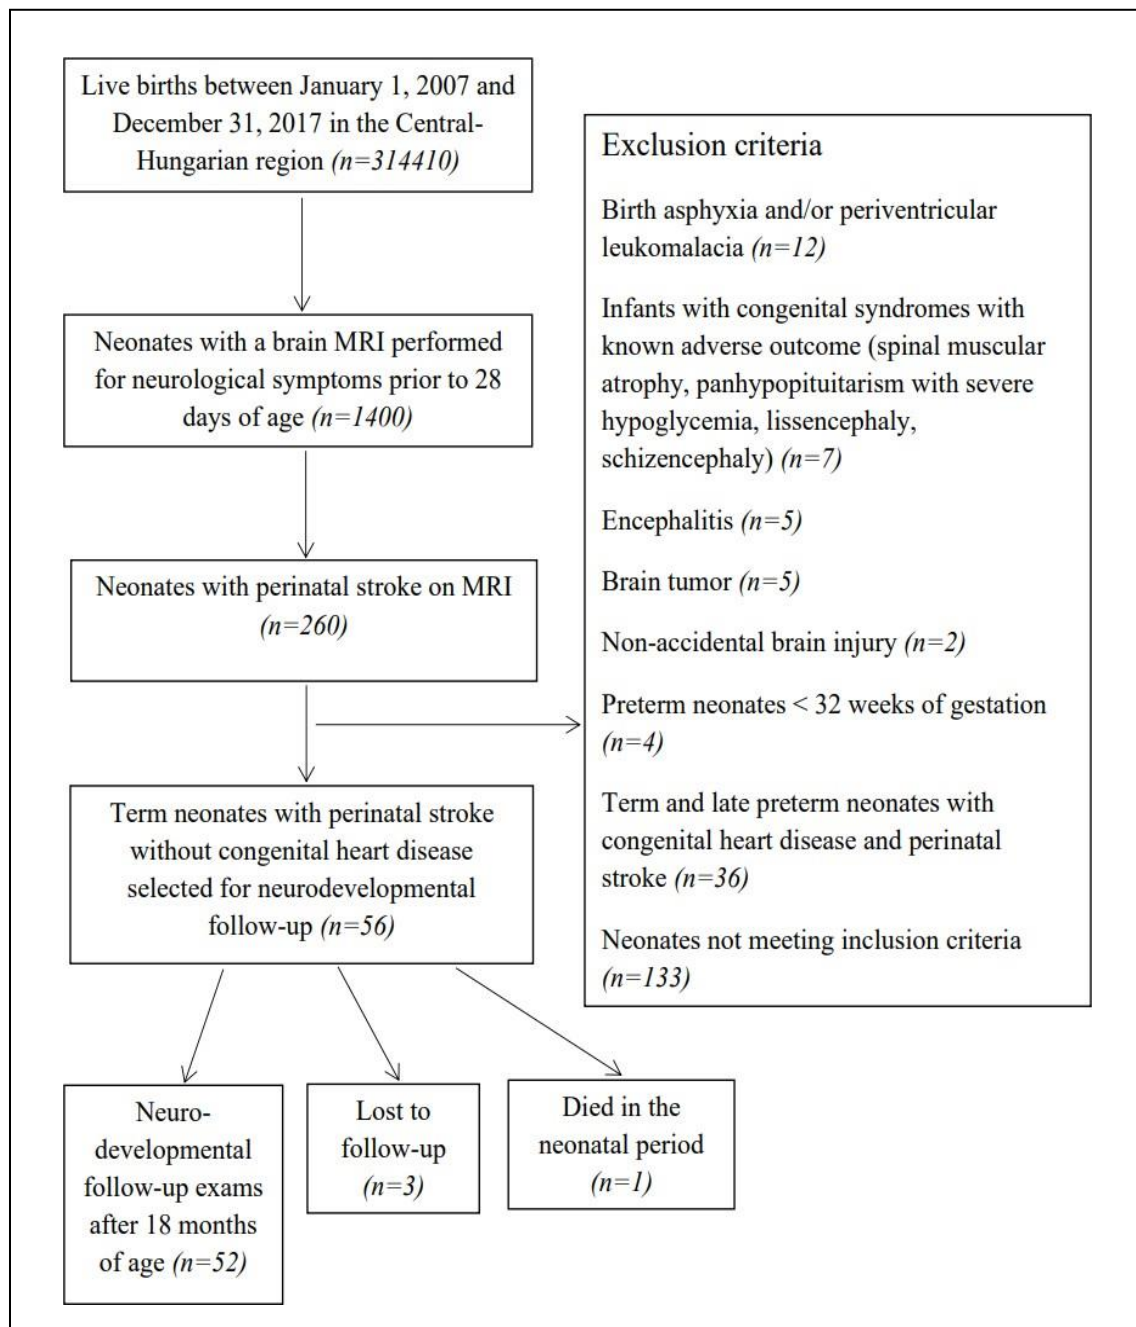 Live births between January 1, 2007 and
December 31, 2017 in the Central-
Hungarian region (n=314410)
Neonates with a brain MRI performed
for neurological symptoms prior to 28
days of age (n=1400)
Neonates with perinatal stroke on MRI
(n=260)
Exclusion criteria
Birth asphyxia and/or periventricular
leukomalacia (n=12)
Infants with congenital syndromes with
known adverse outcome (spinal muscular
atrophy, panhypopituitarism with severe
hypoglycemia, lissencephaly,
schizencephaly) (n=7)
Encephalitis (n=5)
Brain tumor (n=5)
Non-accidental brain injury (n=2)
Preterm neonates < 32 weeks of gestation
(n=4)
Term and late preterm neonates with
congenital heart disease and perinatal
stroke (n=36)
Neonates not meeting inclusion criteria
(n=133)
Term neonates with perinatal stroke
without congenital heart disease
selected for neurodevelopmental
follow-up (n=56)
Neuro-
developmental
follow-up exams
after 18 months
of age (n=52)
Lost to
follow-up
(n=3)
Died in the
neonatal period
(n=1)